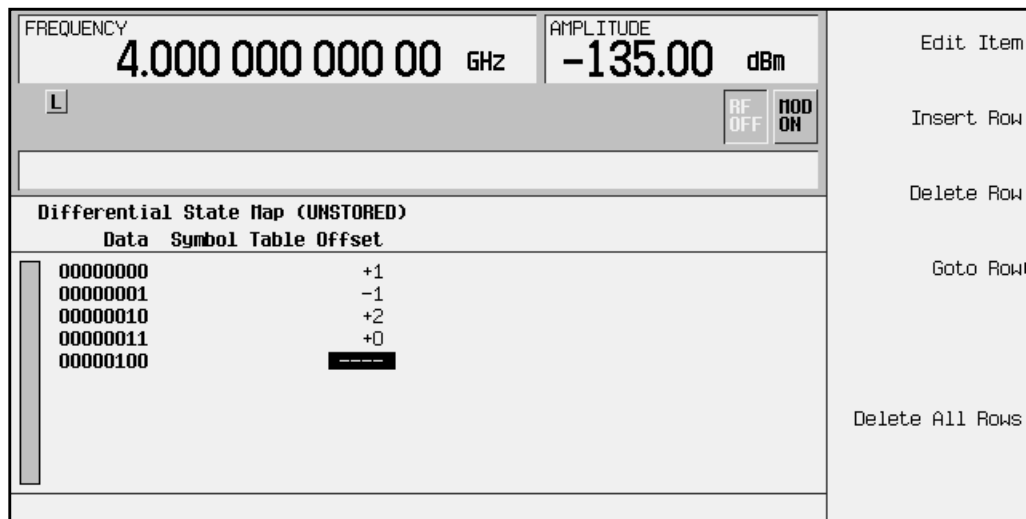 FREQUENCY
4.000 000 000 00 GHz
AMPLITUDE
-135.00 dBm
L
RF OFF
MOD ON
Differential State Map (UNSTORED)
Data Symbol Table Offset
00000000 +1
00000001 -1
00000010 +2
00000011 +0
00000100 ----
Edit Item
Insert Row
Delete Row
Goto Row
Delete All Rows